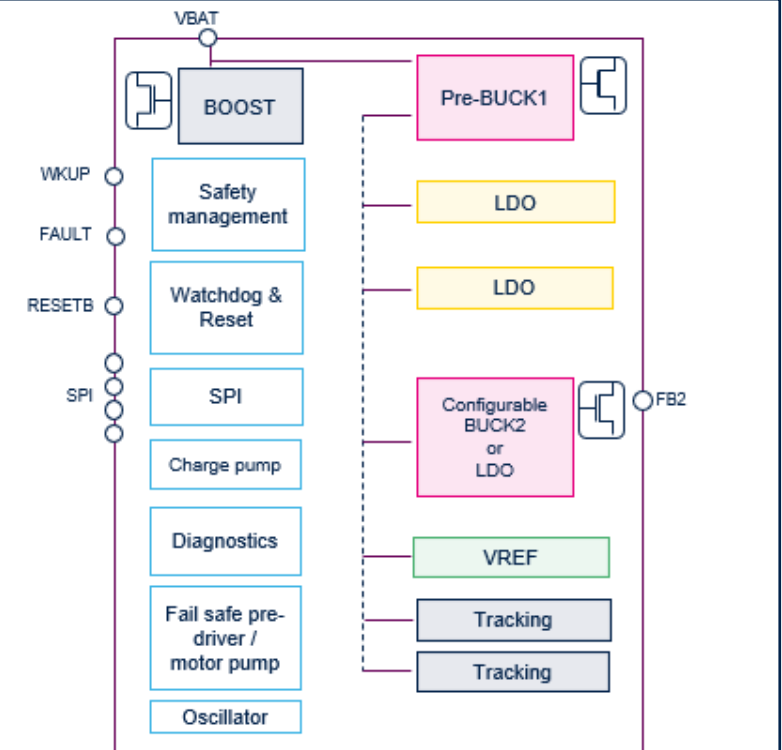 VBAT
BOOST
Pre-BUCK1
WKUP
Safety
management
LDO
FAULT
Watchdog &
Reset
LDO
RESETB
SPI
SPI
Configurable
BUCK2
or
LDO
FB2
Charge pump
Diagnostics
VREF
Fail safe pre-
driver /
motor pump
Tracking
Tracking
Oscillator